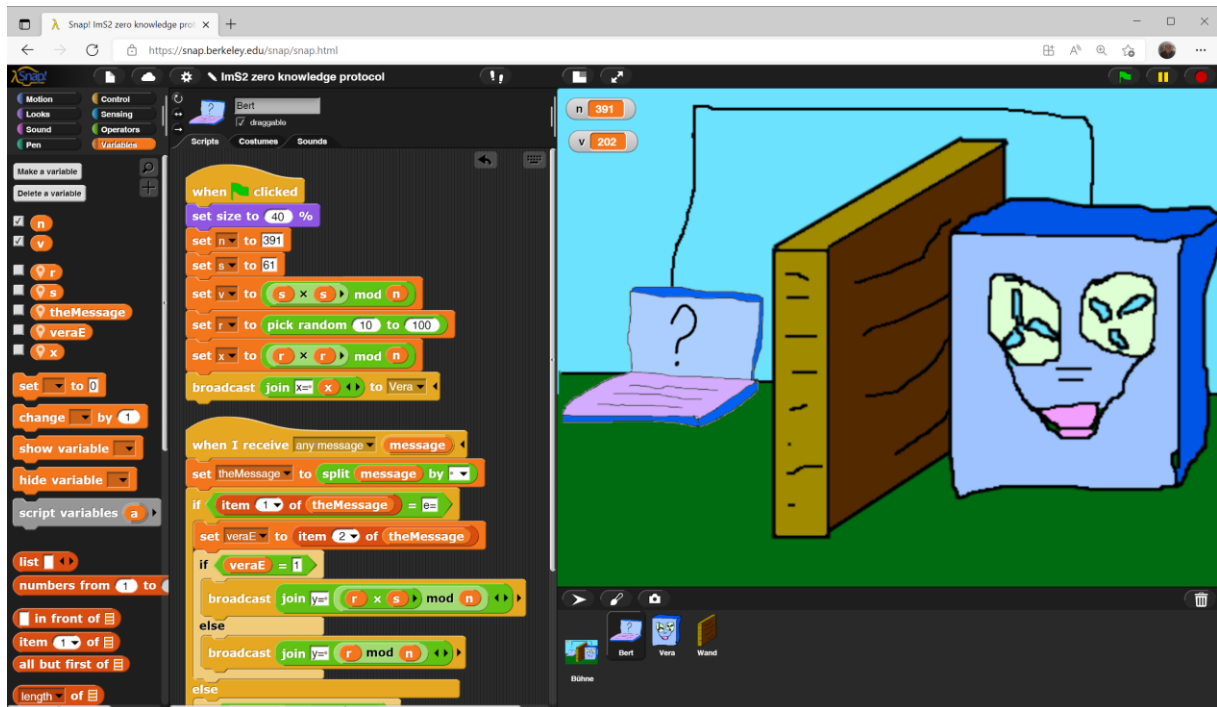 Snap! ImS2 zero knowledge prot
https://snap.berkeley.edu/snap/snap.html
Snap!
ImS2 zero knowledge protocol
Motion Control
Looks Sensing
Sound Operators
Pen Variables
Make a variable
Delete a variable
n
v
r
s
theMessage
veraE
x
set to 0
change by 1
show variable
hide variable
script variables a
list
numbers from 1 to
in front of
item 1 of
all but first of
length of
Bert
draggable
Scripts Costumes Sounds
when clicked
set size to 40 %
set n to 391
set s to 61
set v to s × s mod n
set r to pick random 10 to 100
set x to r × r mod n
broadcast join x= x to Vera
when I receive any message message
set theMessage to split message by
if item 1 of theMessage = e=
set veraE to item 2 of theMessage
if veraE = 1
broadcast join y= r × s mod n
else
broadcast join y= r mod n
else
n 391
v 202
?
Bühne
Bert
Vera
Wand